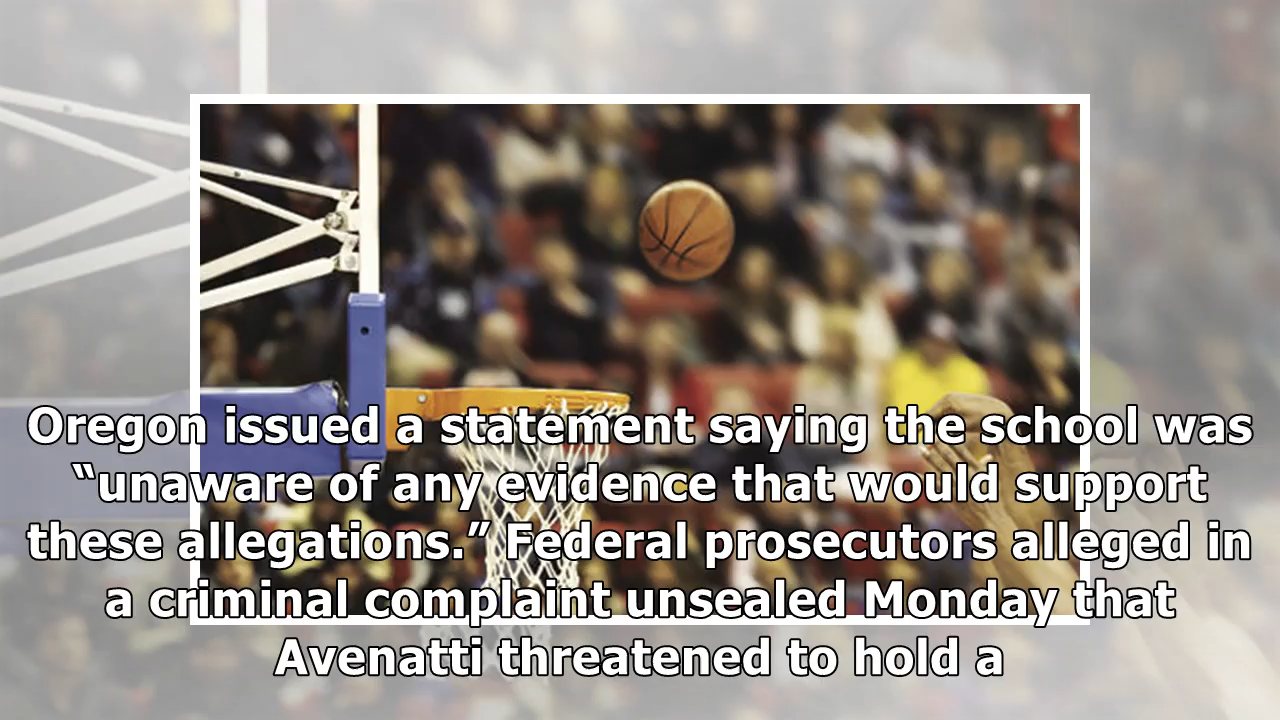 Oregon issued a statement saying the school was
“unaware of any evidence that would support
these allegations.” Federal prosecutors alleged in
a criminal complaint unsealed Monday that
Avenatti threatened to hold a